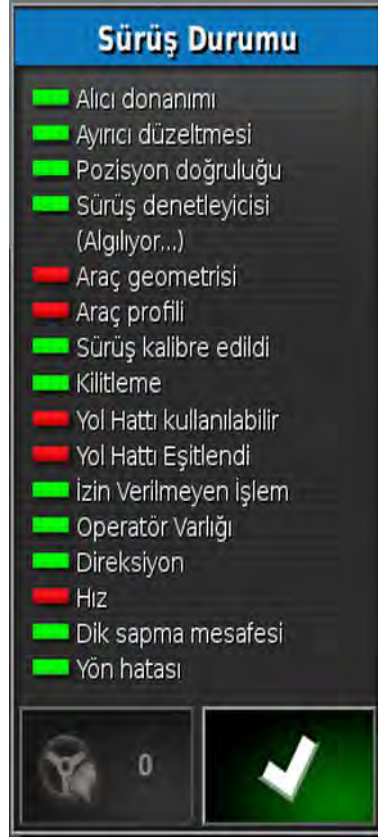 Sürüş Durumu
Alıcı donanımı
Ayırıcı düzeltmesi
Pozisyon doğruluğu
Sürüş denetleyicisi
(Algılıyor...)
Araç geometrisi
Araç profili
Sürüş kalibre edildi
Kilitleme
Yol Hattı kullanılabilir
Yol Hattı Eşitlendi
İzin Verilmeyen İşlem
Operatör Varlığı
Direksiyon
Hız
Dik sapma mesafesi
Yön hatası
0